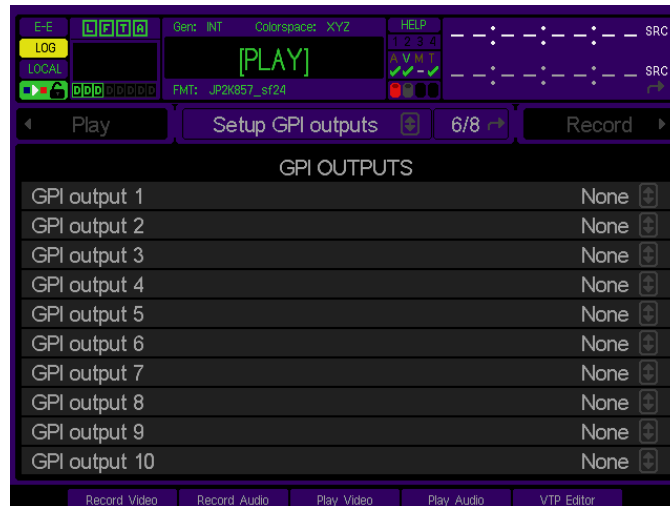 E-E L F T A Gen: INT Colorspace: XYZ HELP
1 2 3 4 _ _:_ _:_ _:_ _ SRC
LOG [PLAY] A V M T
LOCAL _ _:_ _:_ _:_ _ SRC
D D D D D D D D FMT: JP2K857_sf24
Play Setup GPI outputs 6/8 Record
GPI OUTPUTS
GPI output 1 None
GPI output 2 None
GPI output 3 None
GPI output 4 None
GPI output 5 None
GPI output 6 None
GPI output 7 None
GPI output 8 None
GPI output 9 None
GPI output 10 None
Record Video Record Audio Play Video Play Audio VTP Editor